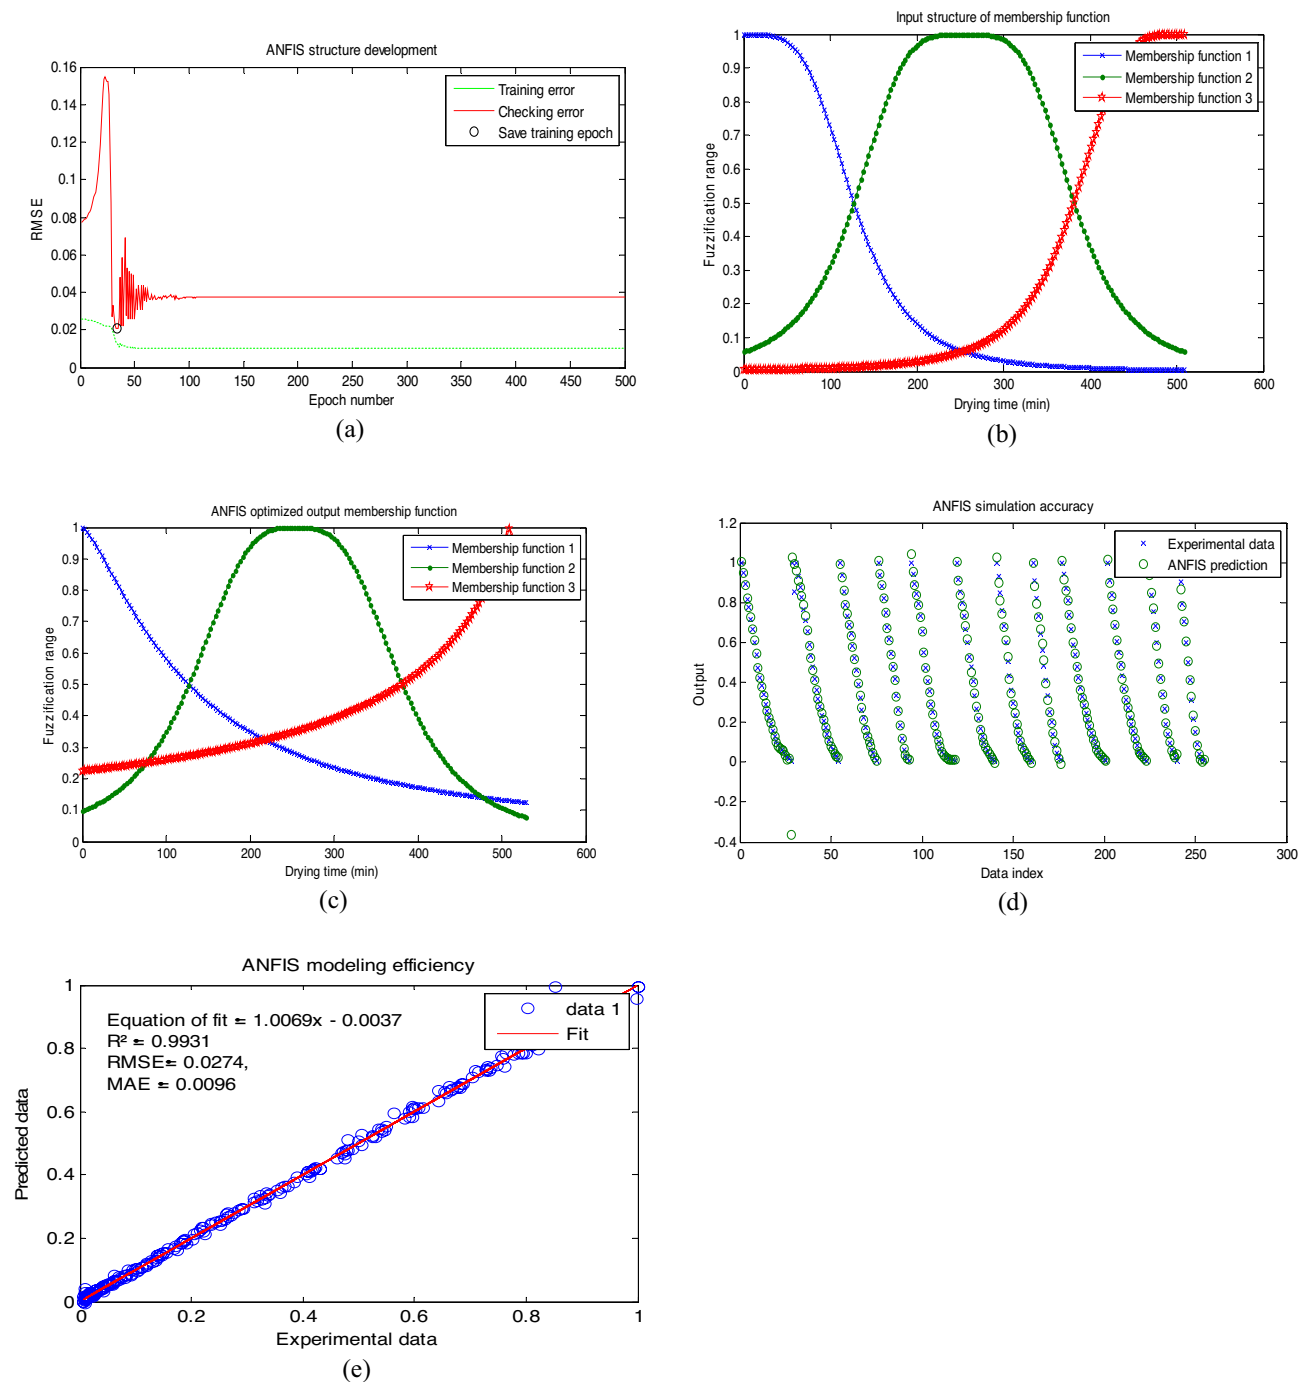 ANFIS structure development
0.16
0.14
0.12
0.1
0.08
0.06
0.04
0.02
0
RMSE
Training error
Checking error
Save training epoch
0 50 100 150 200 250 300 350 400 450 500
Epoch number
(a)
Input structure of membership function
1
0.9
0.8
0.7
0.6
0.5
0.4
0.3
0.2
0.1
0
Fuzzification range
Membership function 1
Membership function 2
Membership function 3
0 100 200 300 400 500 600
Drying time (min)
(b)
ANFIS optimized output membership function
1
0.9
0.8
0.7
0.6
0.5
0.4
0.3
0.2
0.1
0
Fuzzification range
Membership function 1
Membership function 2
Membership function 3
0 100 200 300 400 500 600
Drying time (min)
(c)
ANFIS simulation accuracy
1.2
1
0.8
0.6
0.4
0.2
0
-0.2
-0.4
Output
Experimental data
ANFIS prediction
0 50 100 150 200 250 300
Data index
(d)
ANFIS modeling efficiency
1
0.8
0.6
0.4
0.2
0
Predicted data
Equation of fit = 1.0069x - 0.0037
R² = 0.9931
RMSE= 0.0274,
MAE = 0.0096
data 1
Fit
0 0.2 0.4 0.6 0.8 1
Experimental data
(e)